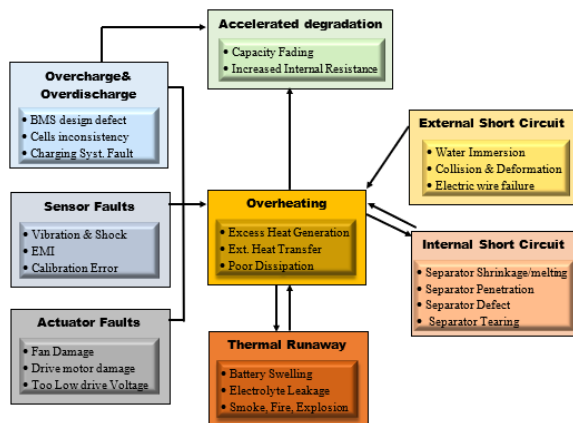 Accelerated degradation
• Capacity Fading
• Increased Internal Resistance
Overcharge&
Overdischarge
• BMS design defect
• Cells inconsistency
• Charging Syst. Fault
External Short Circuit
• Water Immersion
• Collision & Deformation
• Electric wire failure
Sensor Faults
• Vibration & Shock
• EMI
• Calibration Error
Overheating
• Excess Heat Generation
• Ext. Heat Transfer
• Poor Dissipation
Internal Short Circuit
• Separator Shrinkage/melting
• Separator Penetration
• Separator Defect
• Separator Tearing
Actuator Faults
• Fan Damage
• Drive motor damage
• Too Low drive Voltage
Thermal Runaway
• Battery Swelling
• Electrolyte Leakage
• Smoke, Fire, Explosion